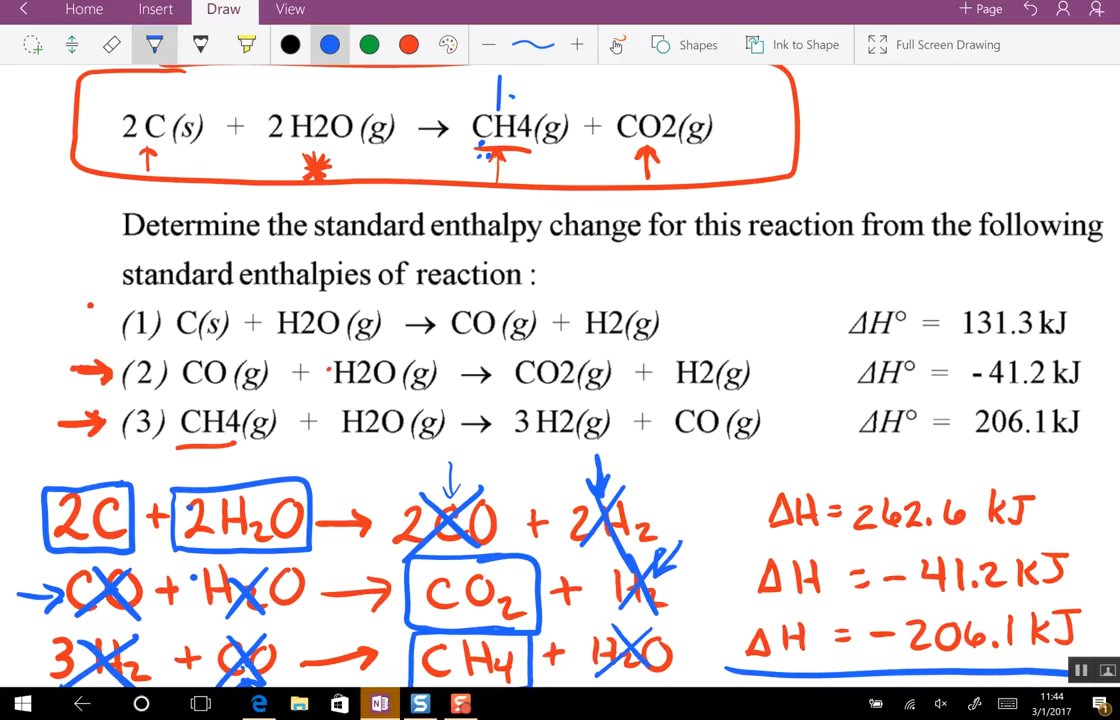 Home Insert Draw View + Page
Shapes Ink to Shape Full Screen Drawing
1
2 C (s) + 2 H2O (g) → CH4(g) + CO2(g)
Determine the standard enthalpy change for this reaction from the following
standard enthalpies of reaction :
(1) C(s) + H2O (g) → CO (g) + H2(g) ΔH° = 131.3 kJ
(2) CO (g) + H2O (g) → CO2(g) + H2(g) ΔH° = - 41.2 kJ
(3) CH4(g) + H2O (g) → 3 H2(g) + CO (g) ΔH° = 206.1 kJ
2C + 2H₂O → 2CO + 2H₂ ΔH = 262.6 kJ
CO + H₂O → CO₂ + 1H₂ ΔH = -41.2 kJ
3H₂ + CO → CH₄ + H₂O ΔH = -206.1 kJ
11:44
3/1/2017